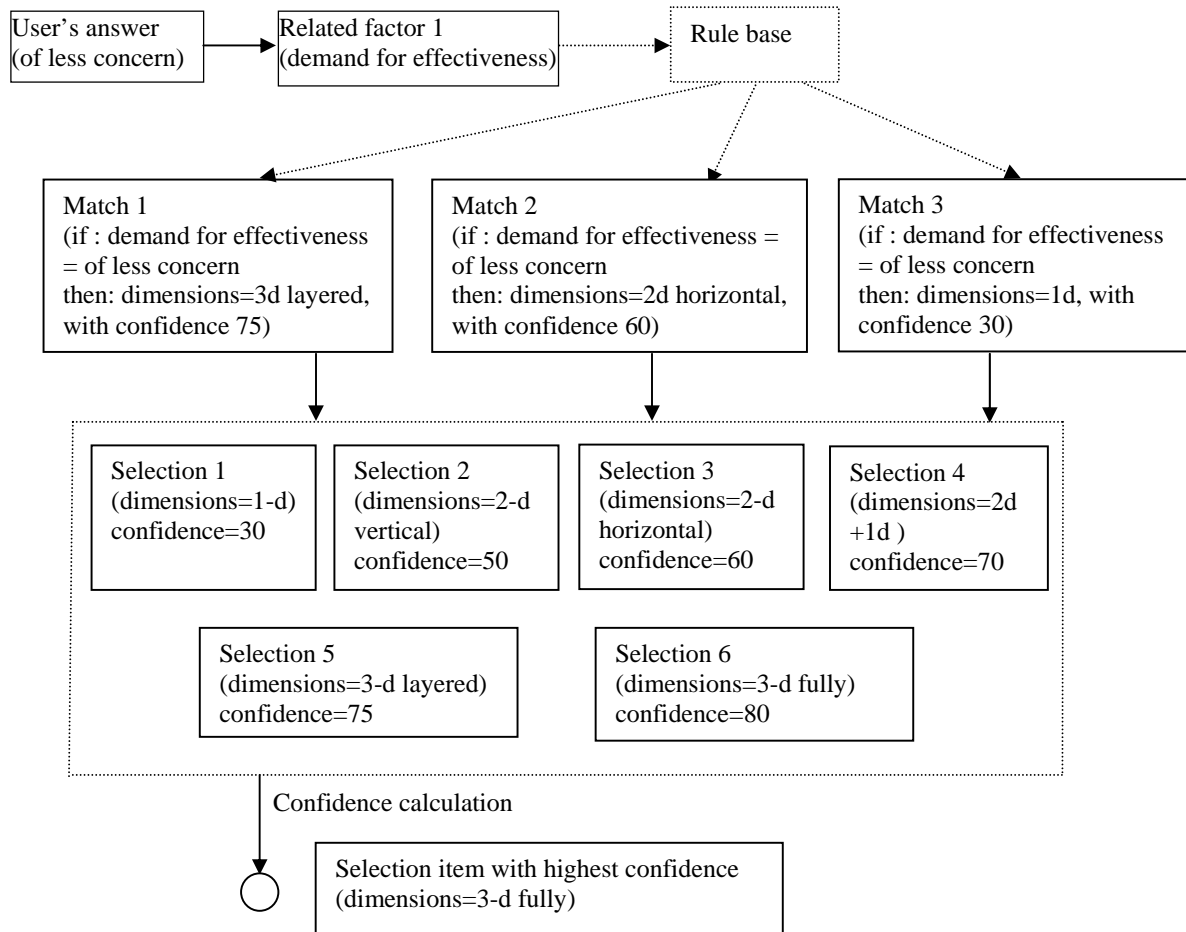 User's answer
(of less concern)
Related factor 1
(demand for effectiveness)
Rule base
Match 1
(if : demand for effectiveness
= of less concern
then: dimensions=3d layered,
with confidence 75)
Match 2
(if : demand for effectiveness =
of less concern
then: dimensions=2d horizontal,
with confidence 60)
Match 3
(if : demand for effectiveness
= of less concern
then: dimensions=1d, with
confidence 30)
Selection 1
(dimensions=1-d)
confidence=30
Selection 2
(dimensions=2-d
vertical)
confidence=50
Selection 3
(dimensions=2-d
horizontal)
confidence=60
Selection 4
(dimensions=2d
+1d )
confidence=70
Selection 5
(dimensions=3-d layered)
confidence=75
Selection 6
(dimensions=3-d fully)
confidence=80
Confidence calculation
Selection item with highest confidence
(dimensions=3-d fully)